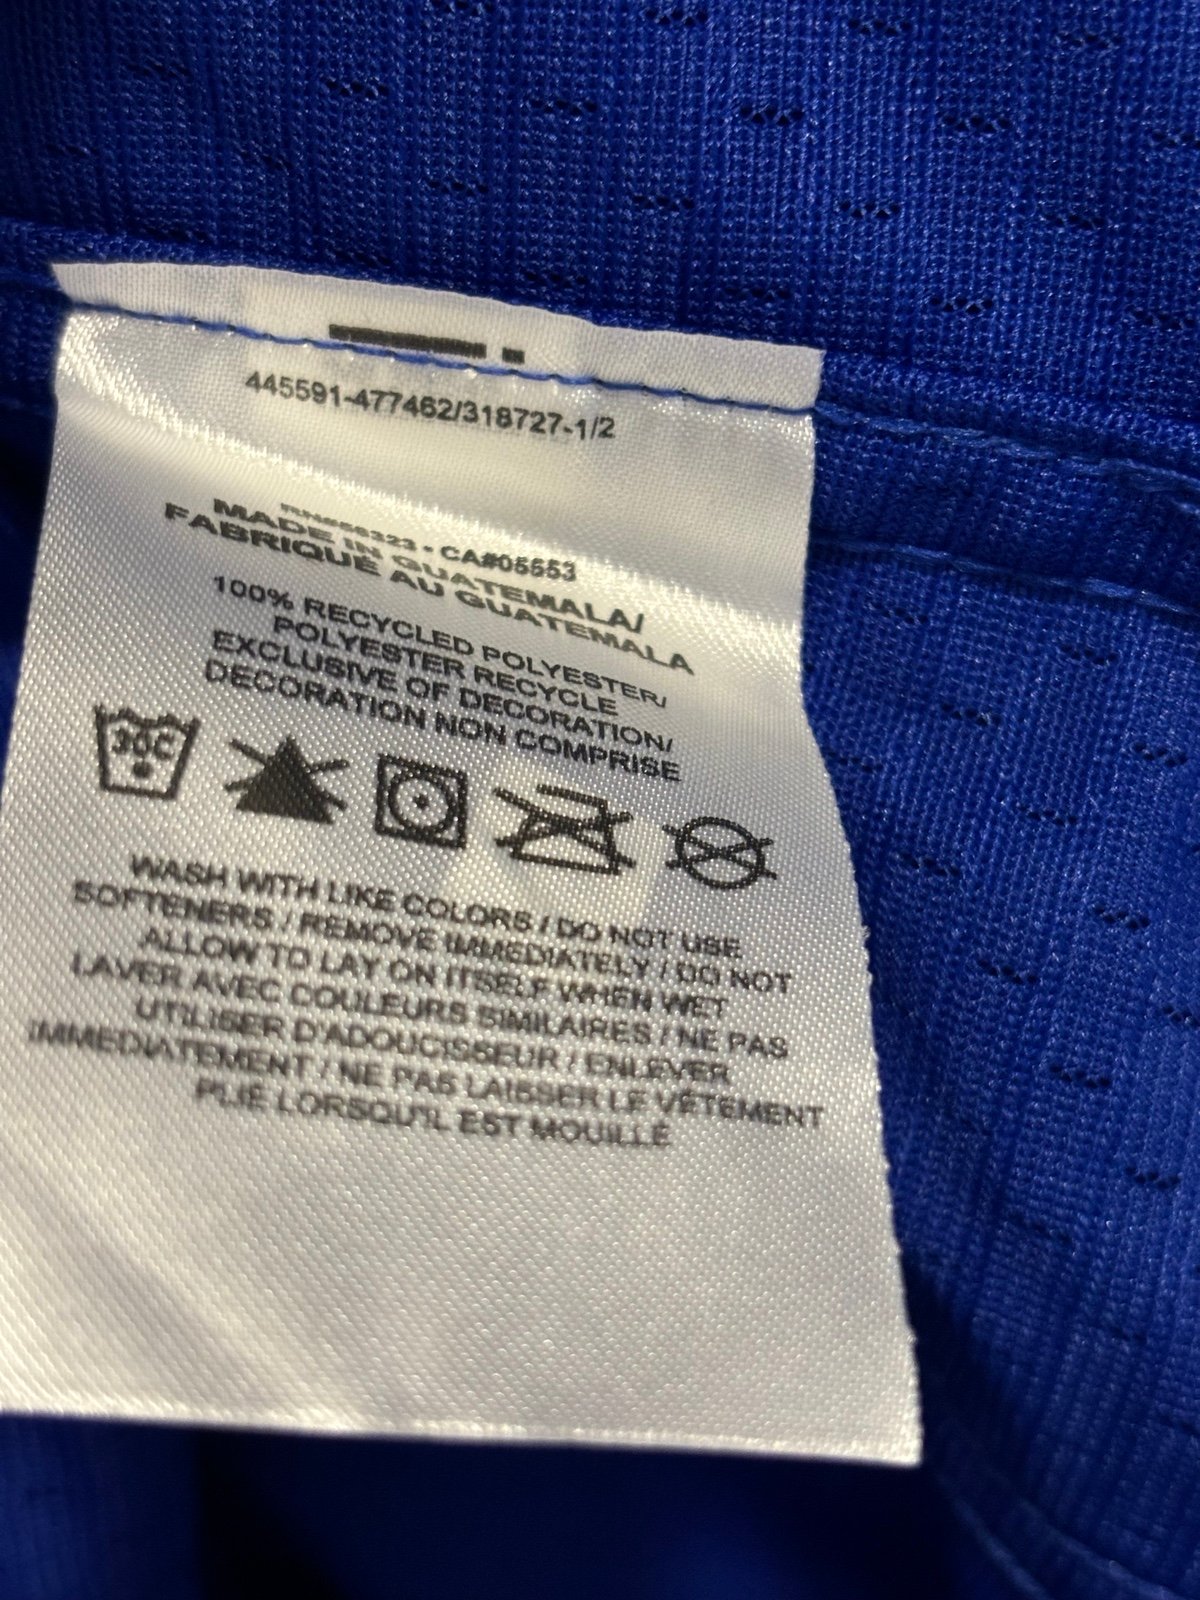 445591-477462/318727-1/2
CA#05553
MADE IN GUATEMALA/
FABRIQUÉ AU GUATEMALA
100% RECYCLED POLYESTER/
POLYESTER RECYCLE
EXCLUSIVE OF DECORATION/
DECORATION NON COMPRISE
30C
WASH WITH LIKE COLORS / DO NOT USE
SOFTENERS / REMOVE IMMEDIATELY / DO NOT
ALLOW TO LAY ON ITSELF WHEN WET
LAVER AVEC COULEURS SIMILAIRES / NE PAS
UTILISER D'ADOUCISSEUR / ENLEVER
IMMEDIATEMENT / NE PAS LAISSER LE VÊTEMENT
PLIÉ LORSQU'IL EST MOUILLÉ